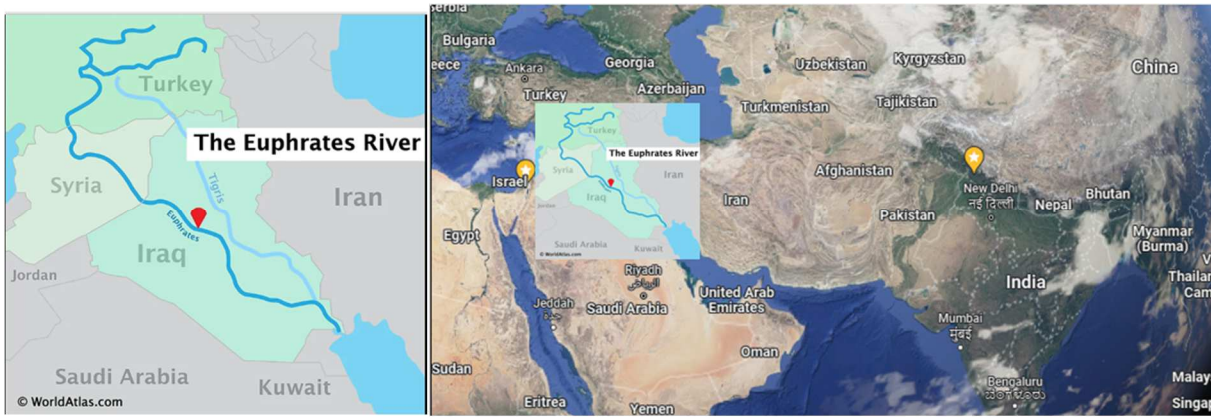 Turkey
The Euphrates River
Syria
Tigris
Iran
Euphrates
Iraq
Jordan
Saudi Arabia
Kuwait
© WorldAtlas.com
Bulgaria
Georgia
Uzbekistan
Kyrgyzstan
China
Ankara
Turkey
Azerbaijan
Turkmenistan
Tajikistan
Turkey
The Euphrates River
Israel
Syria
Iran
Iraq
Jordan
Saudi Arabia
Kuwait
© WorldAtlas.com
Afghanistan
Iran
Pakistan
New Delhi
नई दिल्ली
Nepal
Bhutan
Egypt
Myanmar
(Burma)
Riyadh
الرياض
India
Jeddah
جدة
Saudi Arabia
United Arab
Emirates
Mumbai
मुंबई
Oman
Sudan
Bengaluru
ಬೆಂಗಳೂರು
Eritrea
Yemen